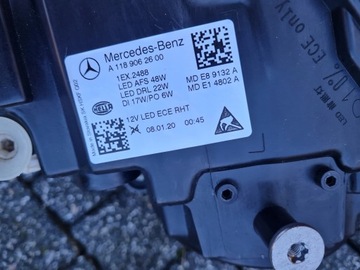 Mercedes-Benz
A 118 906 26 00
1EX.2488
LED AFS 48W
LED DRL 22W
DI 17W/PO 6W
MD E8 9132 A
MD E1 4802 A
HELLA
12V LED ECE RHT
08.01.20 00:45
ECE only